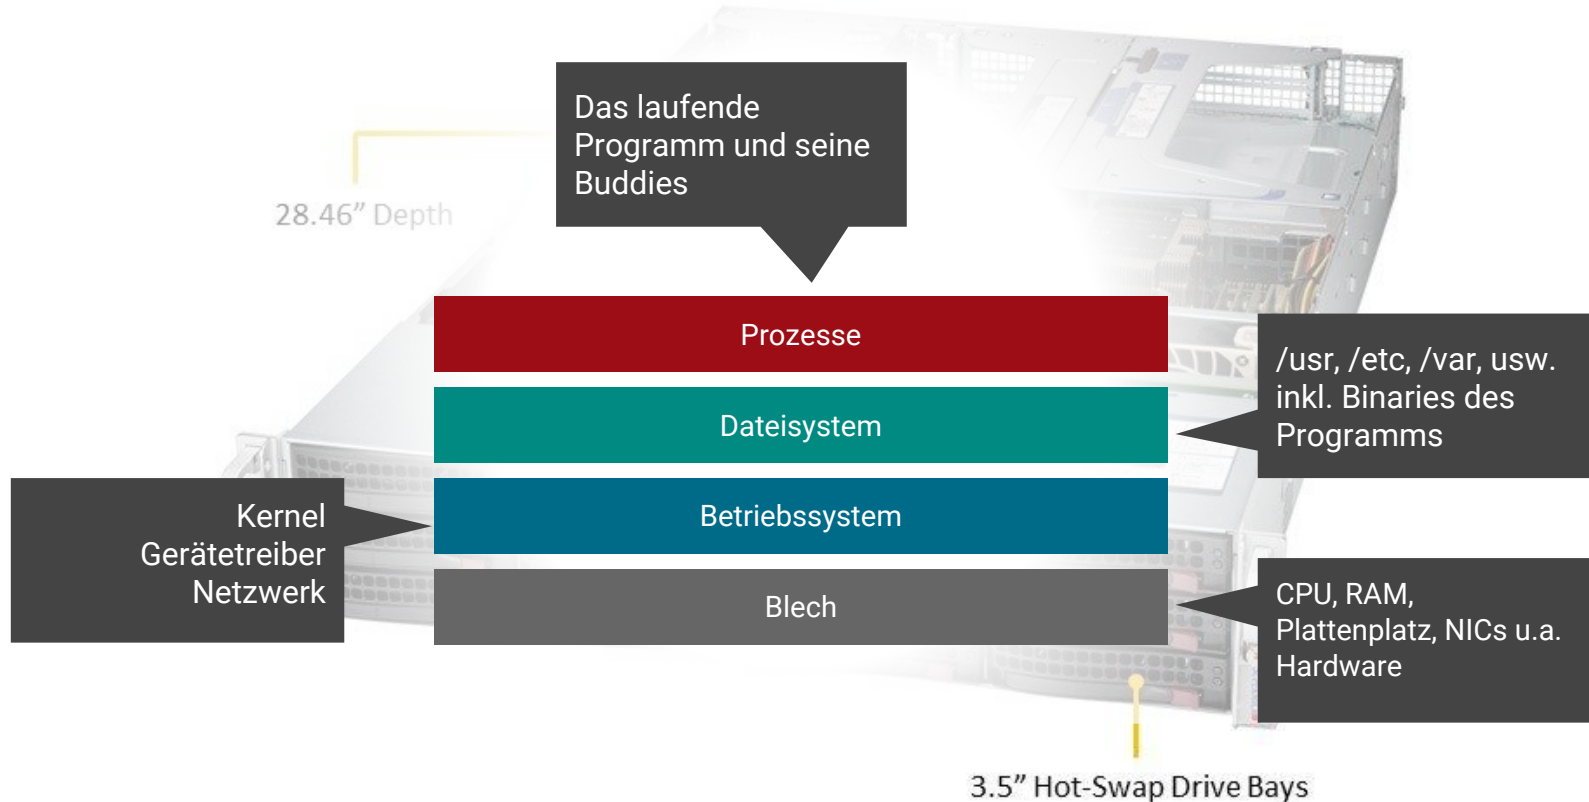 Das laufende
Programm und seine
Buddies
28.46” Depth
Prozesse
/usr, /etc, /var, usw.
inkl. Binaries des
Programms
Dateisystem
Kernel
Gerätetreiber
Netzwerk
Betriebssystem
CPU, RAM,
Plattenplatz, NICs u.a.
Hardware
Blech
3.5” Hot-Swap Drive Bays